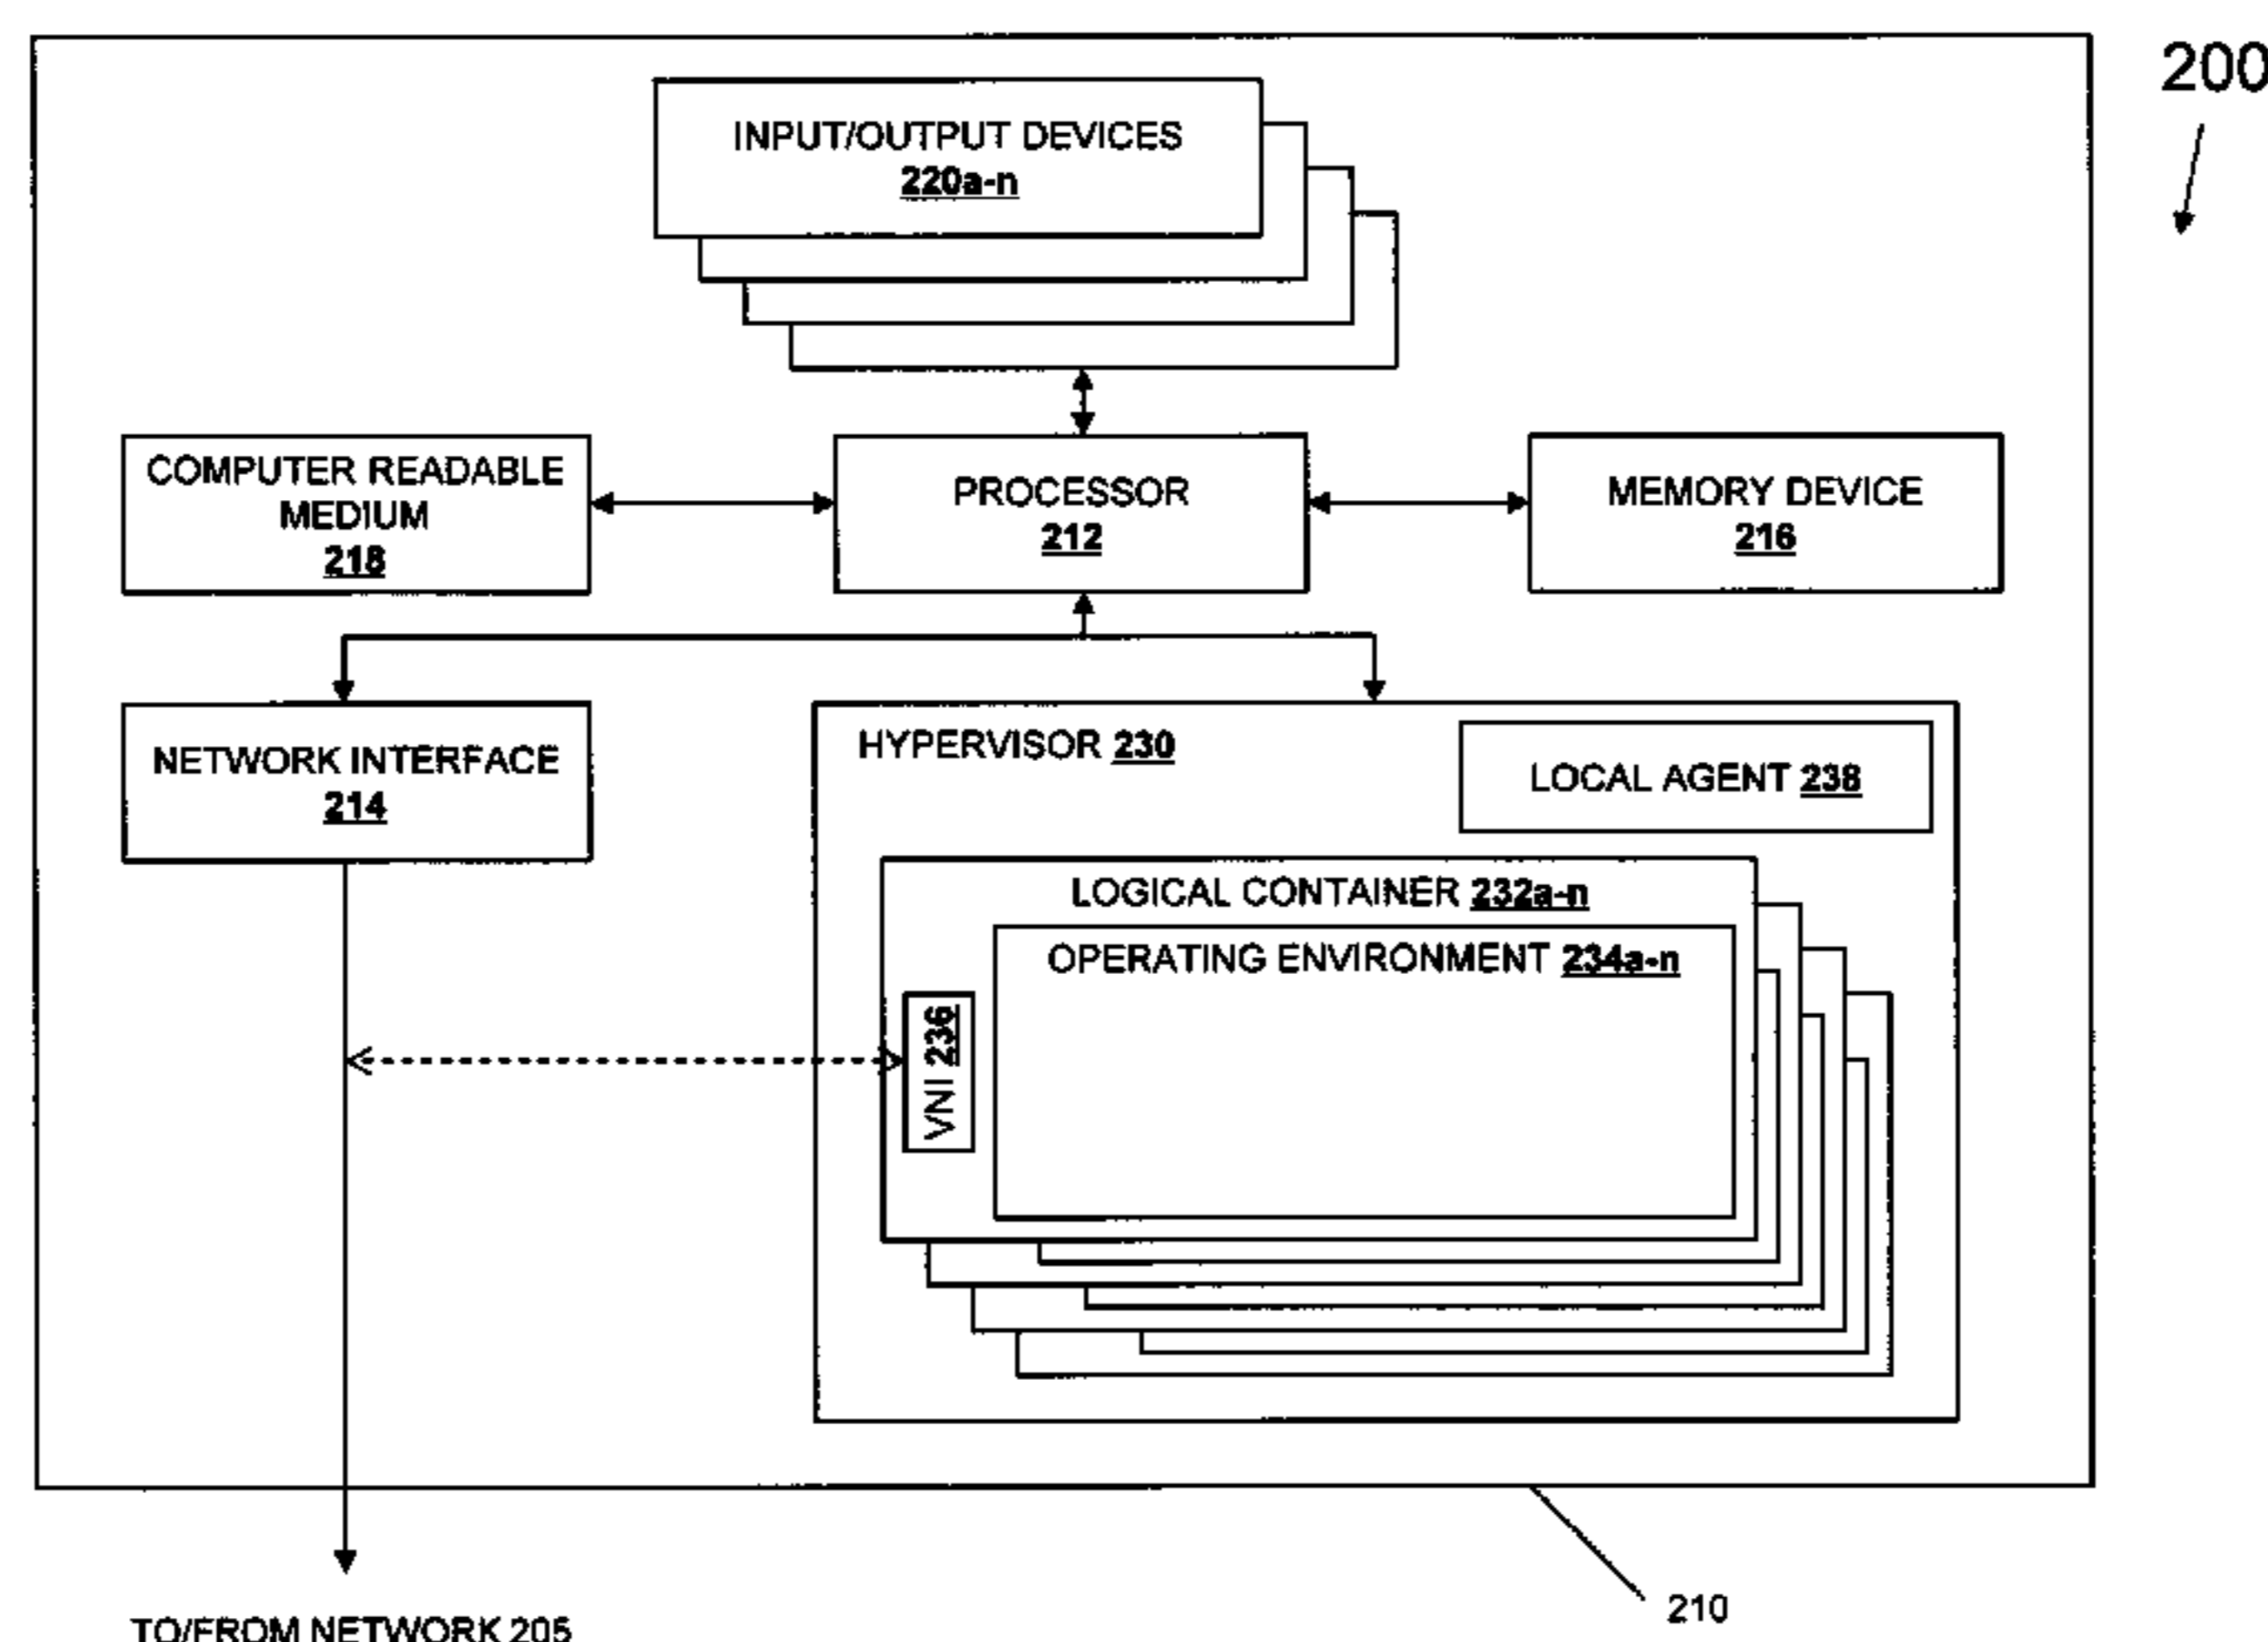 200
INPUT/OUTPUT DEVICES
220a-n
COMPUTER READABLE
MEDIUM
218
PROCESSOR
212
MEMORY DEVICE
216
NETWORK INTERFACE
214
HYPERVISOR 230
LOCAL AGENT 238
LOGICAL CONTAINER 232a-n
OPERATING ENVIRONMENT 234a-n
VNI 236
210
TO/FROM NETWORK 205